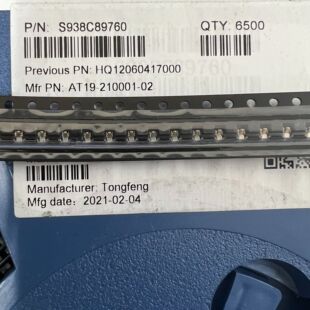 P/N: S938C89760 QTY: 6500
Previous PN: HQ12060417000
Mfr PN: AT19-210001-02
Manufacturer: Tongfeng
Mfg date: 2021-02-04